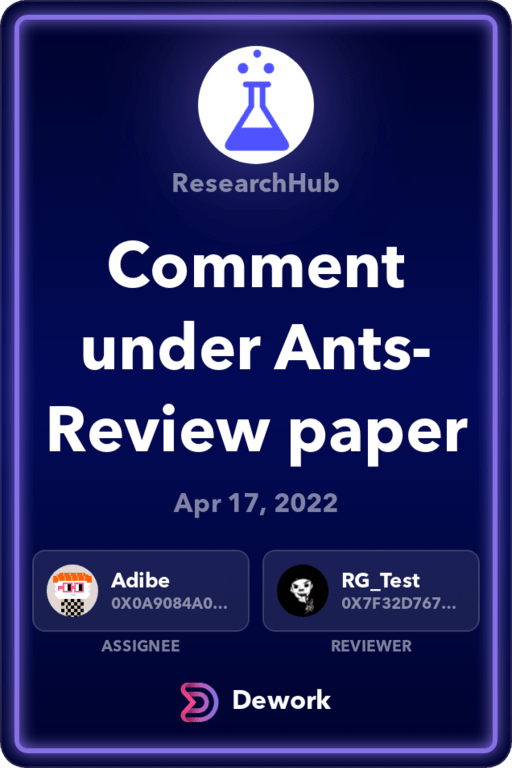 ResearchHub
Comment
under Ants-
Review paper
Apr 17, 2022
Adibe
0X0A9084A0...
ASSIGNEE
RG_Test
0X7F32D767...
REVIEWER
Dework